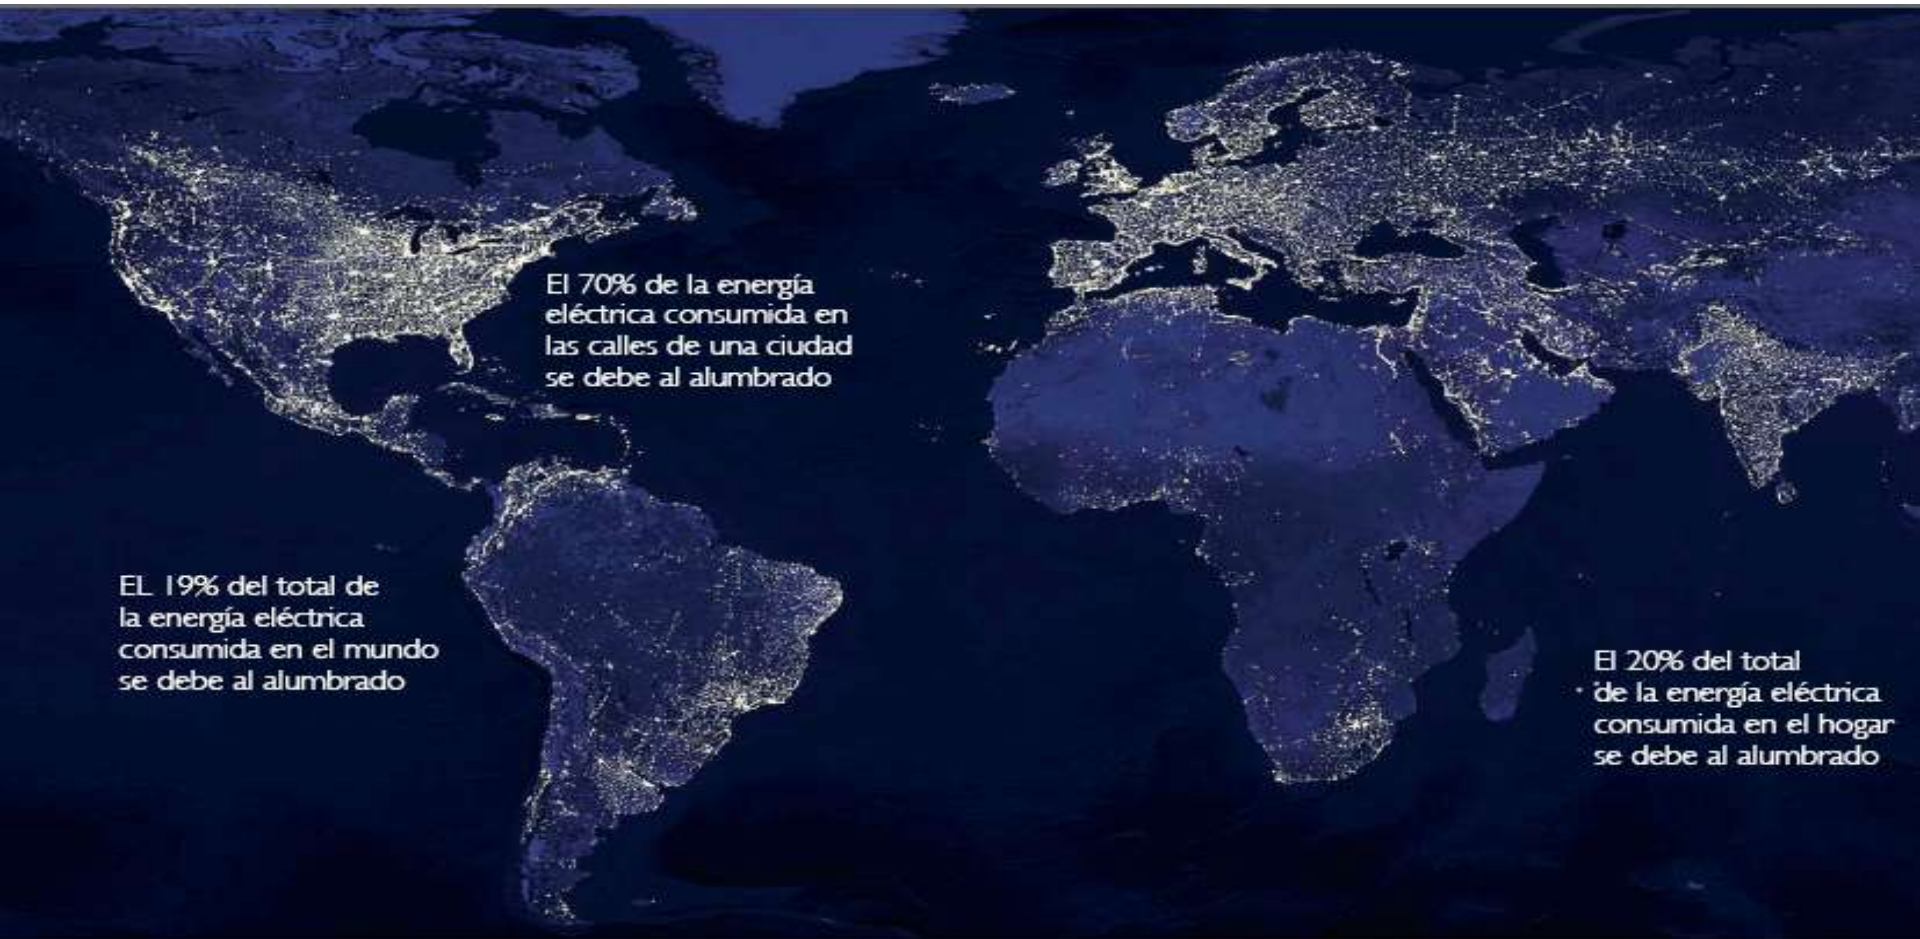 El 70% de la energía
eléctrica consumida en
las calles de una ciudad
se debe al alumbrado
EL 19% del total de
la energía eléctrica
consumida en el mundo
se debe al alumbrado
El 20% del total
de la energía eléctrica
consumida en el hogar
se debe al alumbrado